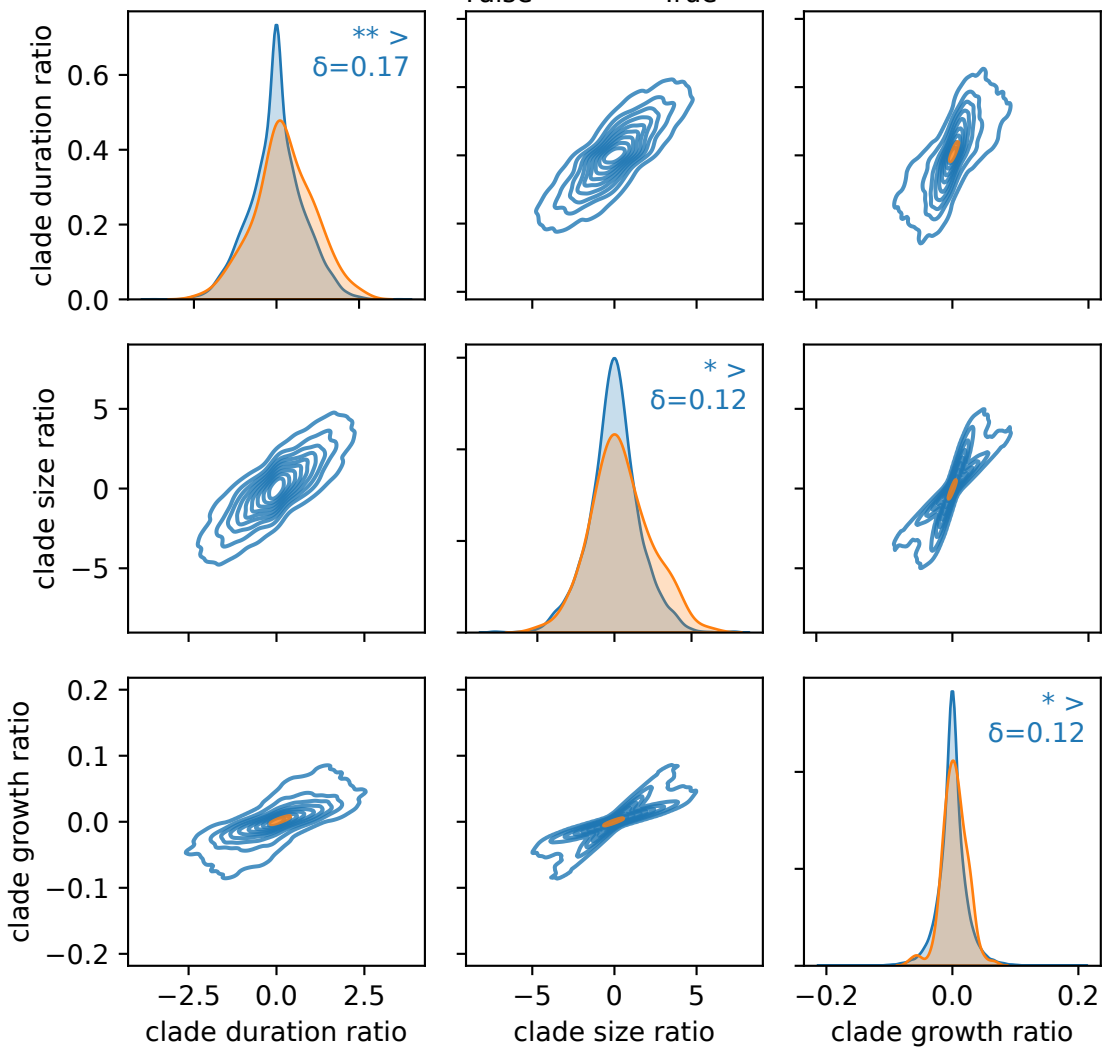 True
clade duration ratio
0.6
0.4
0.2
0.0
** >
δ=0.17
clade size ratio
5
0
−5
* >
δ=0.12
clade growth ratio
0.2
0.1
0.0
−0.1
−0.2
* >
δ=0.12
−2.5 0.0 2.5
−5 0 5
−0.2 0.0 0.2
clade duration ratio
clade size ratio
clade growth ratio